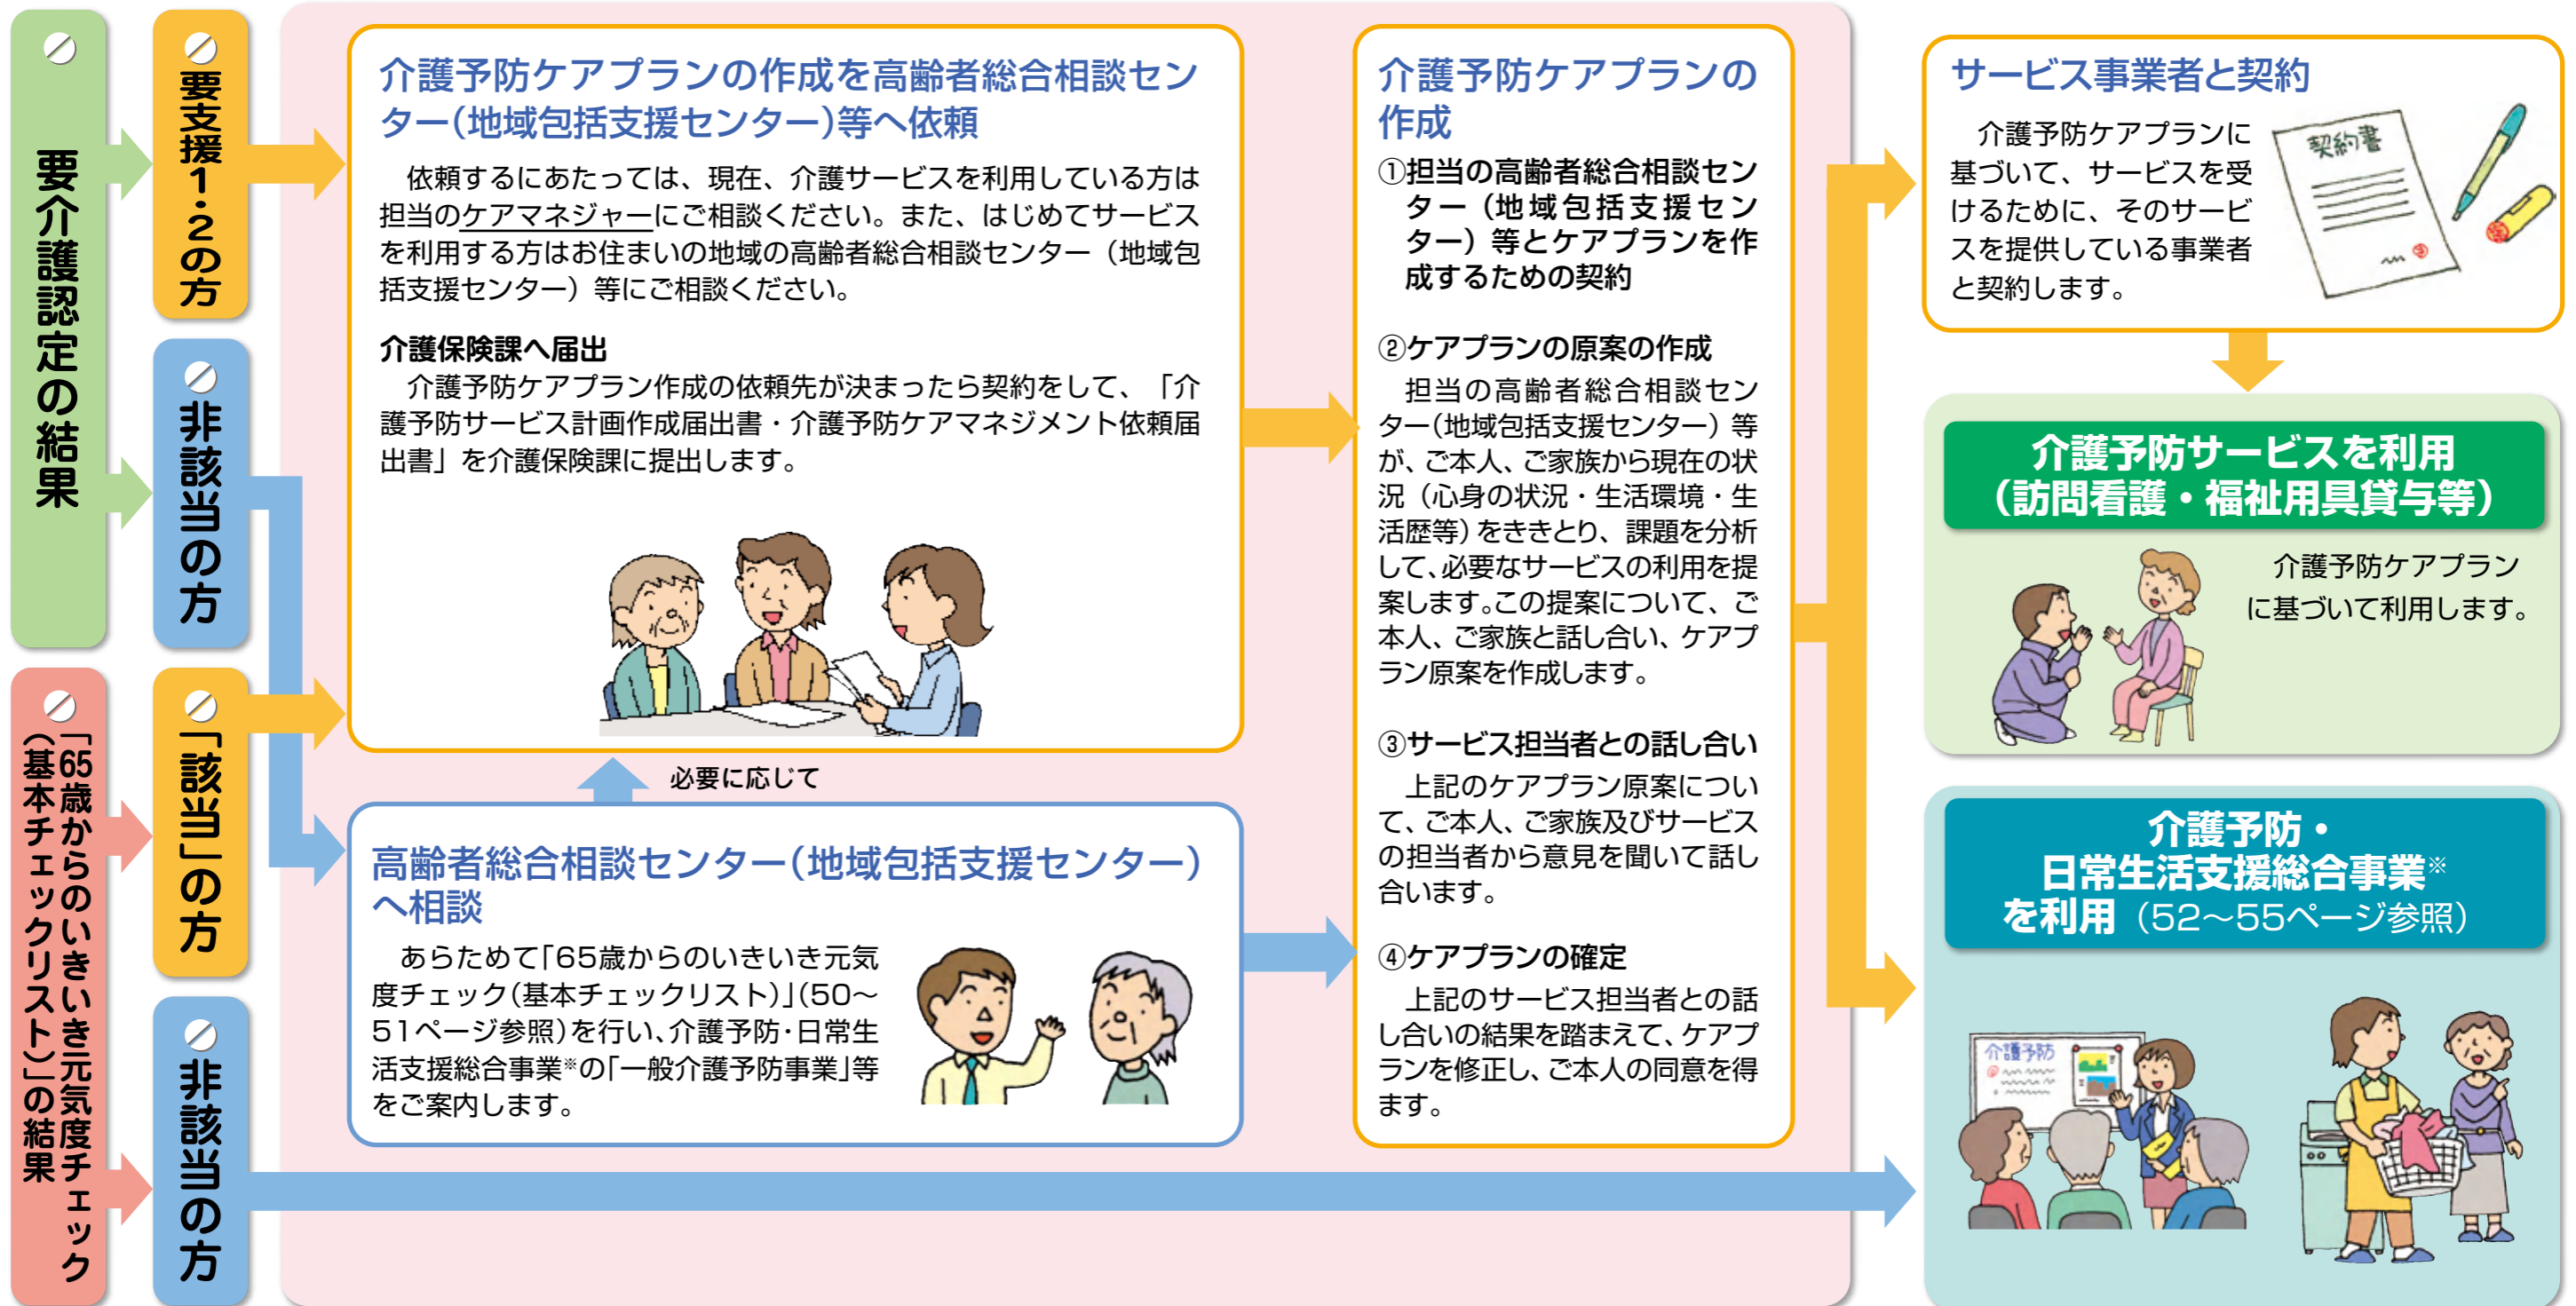 要介護認定の結果
要支援1・2の方
非該当の方
「65歳からのいきいき元気度チェック
（基本チェックリスト）」の結果
「該当」の方
非該当の方
介護予防ケアプランの作成を高齢者総合相談セン
ター（地域包括支援センター）等へ依頼
依頼するにあたっては、現在、介護サービスを利用している方は
担当のケアマネジャーにご相談ください。また、はじめてサービス
を利用する方はお住まいの地域の高齢者総合相談センター（地域包
括支援センター）等にご相談ください。
介護保険課へ届出
介護予防ケアプラン作成の依頼先が決まったら契約をして、「介
護予防サービス計画作成届出書・介護予防ケアマネジメント依頼届
出書」を介護保険課に提出します。
必要に応じて
高齢者総合相談センター（地域包括支援センター）
へ相談
あらためて「65歳からのいきいき元気
度チェック（基本チェックリスト）」（50～
51ページ参照）を行い、介護予防・日常生
活支援総合事業※の「一般介護予防事業」等
をご案内します。
介護予防ケアプランの
作成
①担当の高齢者総合相談セン
ター（地域包括支援セン
ター）等とケアプランを作
成するための契約
②ケアプランの原案の作成
担当の高齢者総合相談セン
ター（地域包括支援センター）等
が、ご本人、ご家族から現在の状
況（心身の状況・生活環境・生
活歴等）をききとり、課題を分析
して、必要なサービスの利用を提
案します。この提案について、ご
本人、ご家族と話し合い、ケアプ
ラン原案を作成します。
③サービス担当者との話し合い
上記のケアプラン原案につい
て、ご本人、ご家族及びサービス
の担当者から意見を聞いて話し
合います。
④ケアプランの確定
上記のサービス担当者との話
し合いの結果を踏まえて、ケアプ
ランを修正し、ご本人の同意を得
ます。
サービス事業者と契約
介護予防ケアプランに
基づいて、サービスを受
けるために、そのサービ
スを提供している事業者
と契約します。
契約書
介護予防サービスを利用
（訪問看護・福祉用具貸与等）
介護予防ケアプラン
に基づいて利用します。
介護予防・
日常生活支援総合事業※
を利用（52～55ページ参照）
介護予防